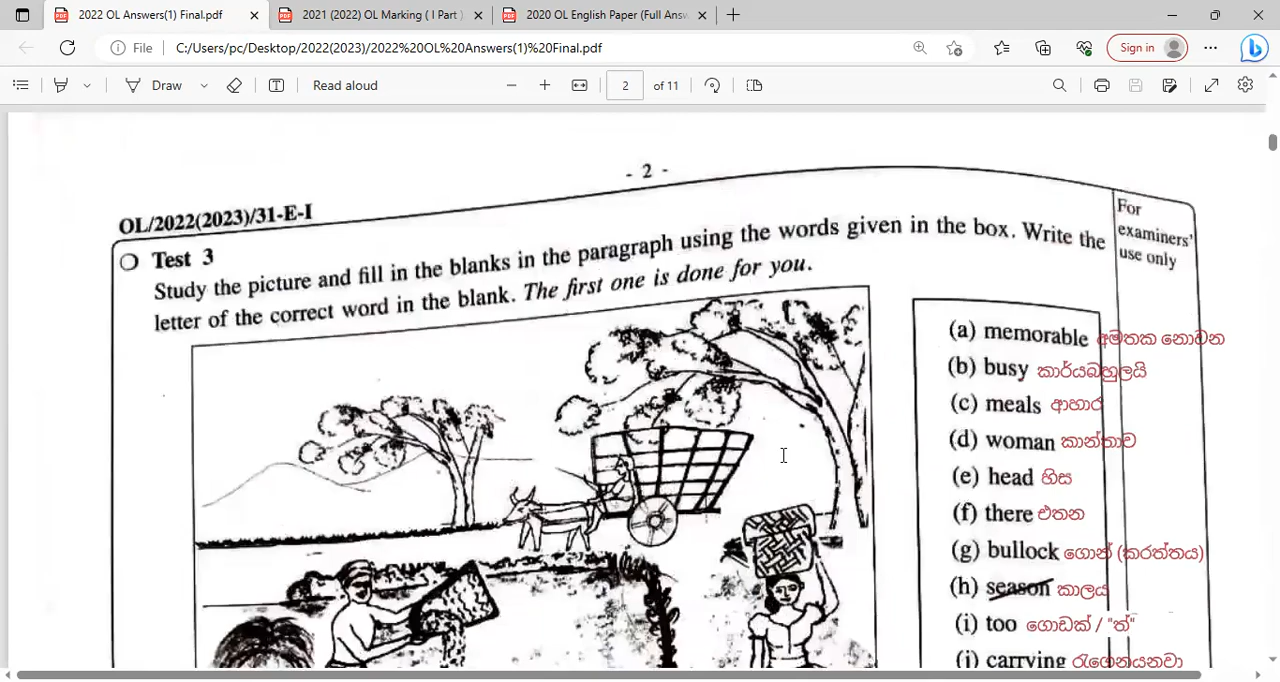 2022 OL Answers(1) Final.pdf
2021 (2022) OL Marking ( I Part )
2020 OL English Paper (Full Answ
File
C:/Users/pc/Desktop/2022(2023)/2022%20OL%20Answers(1)%20Final.pdf
Sign in
Draw
Read aloud
2 of 11
- 2 -
OL/2022(2023)/31-E-I
For
examiners'
use only
Test 3
Study the picture and fill in the blanks in the paragraph using the words given in the box. Write the
letter of the correct word in the blank. The first one is done for you.
(a) memorable අමතක නොවන
(b) busy කාර්යබහුලයි
(c) meals ආහාර
(d) woman කාන්තාව
(e) head හිස
(f) there එතන
(g) bullock ගොන් (කරත්තය)
(h) season කාලය
(i) too ගොඩක් / "ත්"
(j) carrying රැගෙනයනවා